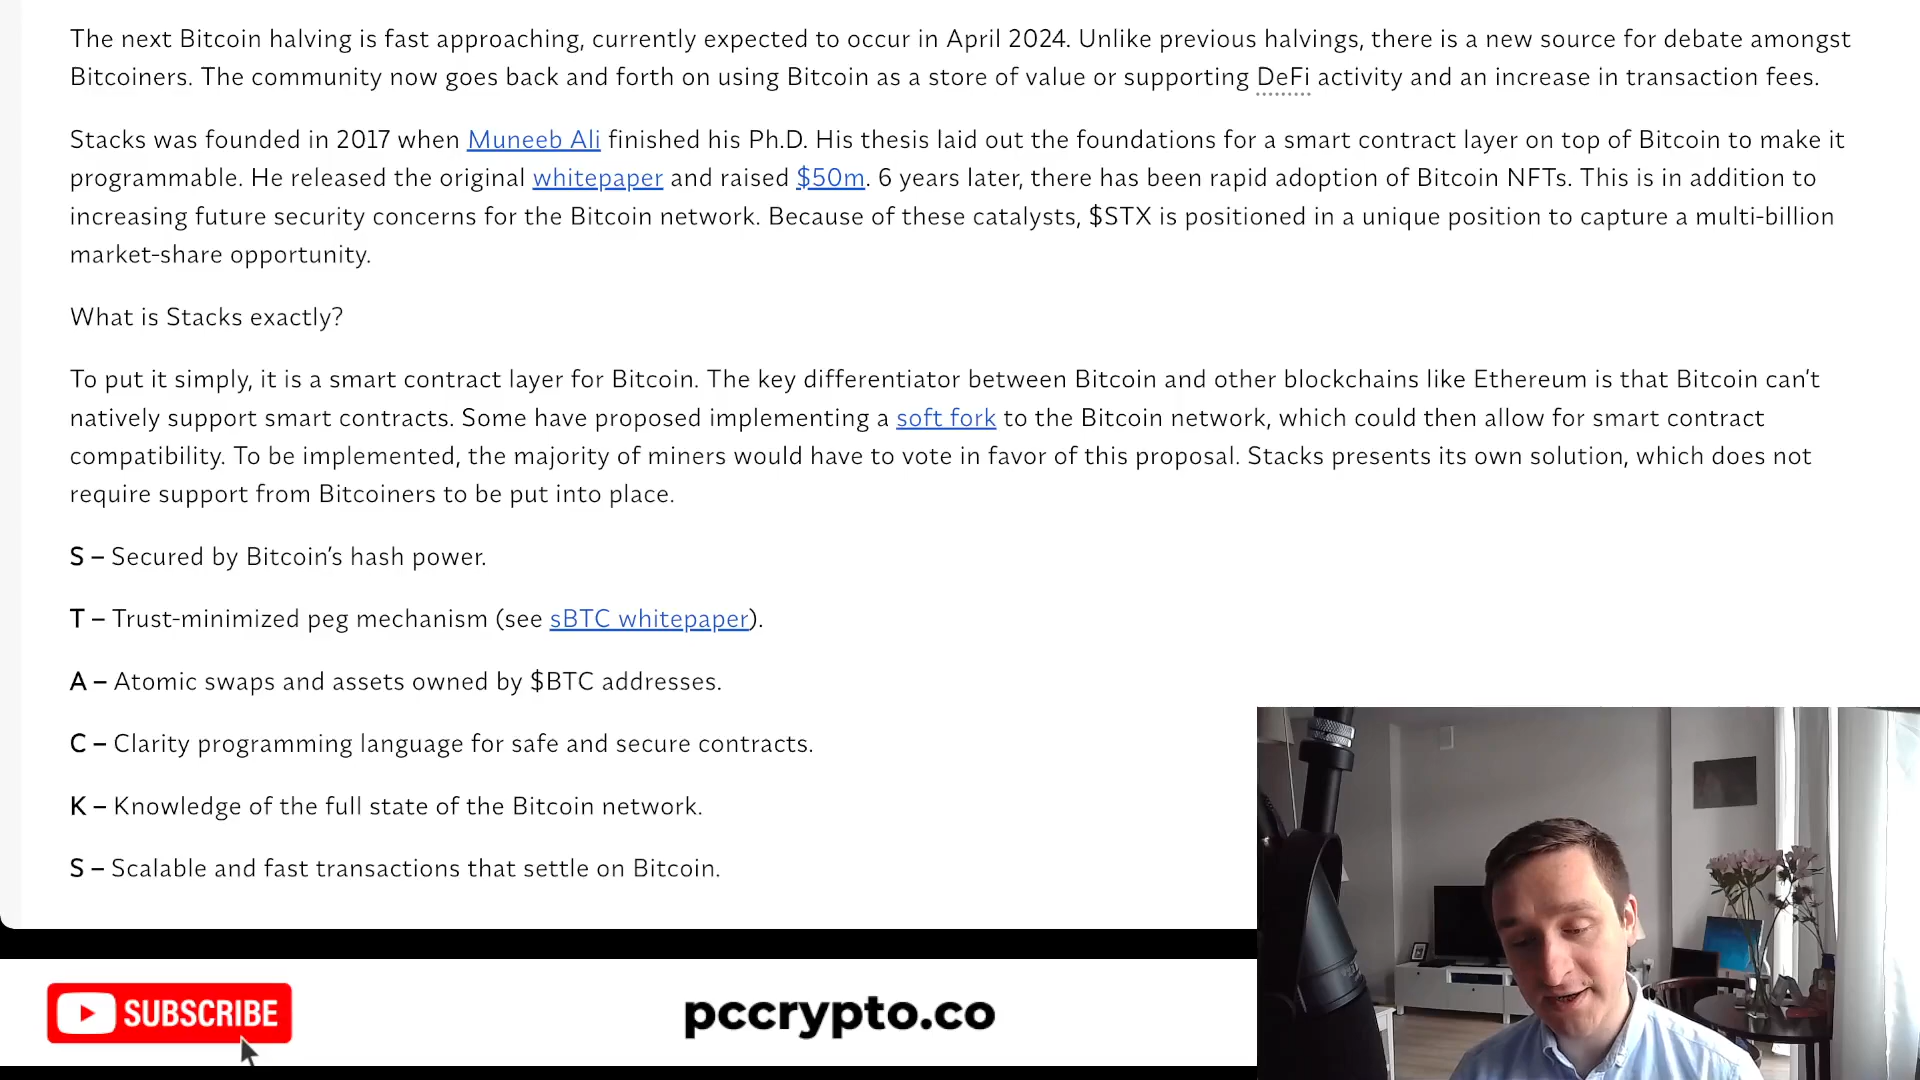 The next Bitcoin halving is fast approaching, currently expected to occur in April 2024. Unlike previous halvings, there is a new source for debate amongst
Bitcoiners. The community now goes back and forth on using Bitcoin as a store of value or supporting DeFi activity and an increase in transaction fees.
Stacks was founded in 2017 when Muneeb Ali finished his Ph.D. His thesis laid out the foundations for a smart contract layer on top of Bitcoin to make it
programmable. He released the original whitepaper and raised $50m. 6 years later, there has been rapid adoption of Bitcoin NFTs. This is in addition to
increasing future security concerns for the Bitcoin network. Because of these catalysts, $STX is positioned in a unique position to capture a multi-billion
market-share opportunity.
What is Stacks exactly?
To put it simply, it is a smart contract layer for Bitcoin. The key differentiator between Bitcoin and other blockchains like Ethereum is that Bitcoin can’t
natively support smart contracts. Some have proposed implementing a soft fork to the Bitcoin network, which could then allow for smart contract
compatibility. To be implemented, the majority of miners would have to vote in favor of this proposal. Stacks presents its own solution, which does not
require support from Bitcoiners to be put into place.
S – Secured by Bitcoin’s hash power.
T – Trust-minimized peg mechanism (see sBTC whitepaper).
A – Atomic swaps and assets owned by $BTC addresses.
C – Clarity programming language for safe and secure contracts.
K – Knowledge of the full state of the Bitcoin network.
S – Scalable and fast transactions that settle on Bitcoin.
SUBSCRIBE
pccrypto.co